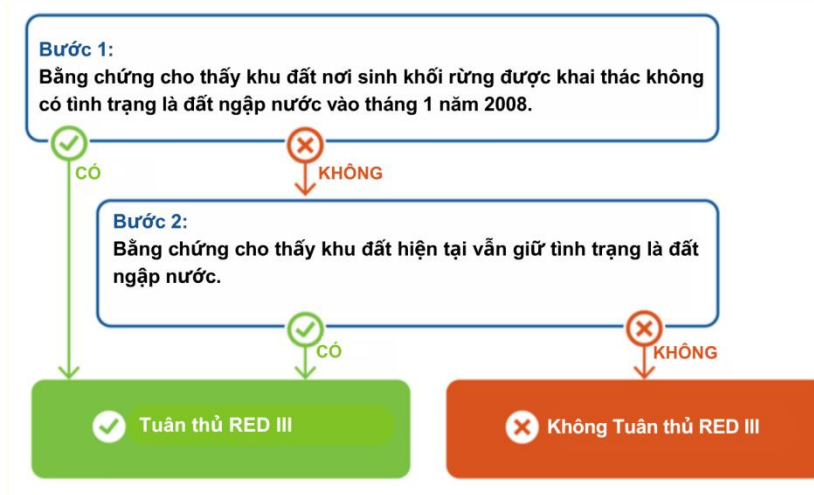 Bước 1:
Bằng chứng cho thấy khu đất nơi sinh khối rừng được khai thác không
có tình trạng là đất ngập nước vào tháng 1 năm 2008.
CÓ
KHÔNG
Bước 2:
Bằng chứng cho thấy khu đất hiện tại vẫn giữ tình trạng là đất
ngập nước.
CÓ
KHÔNG
Tuân thủ RED III
Không Tuân thủ RED III